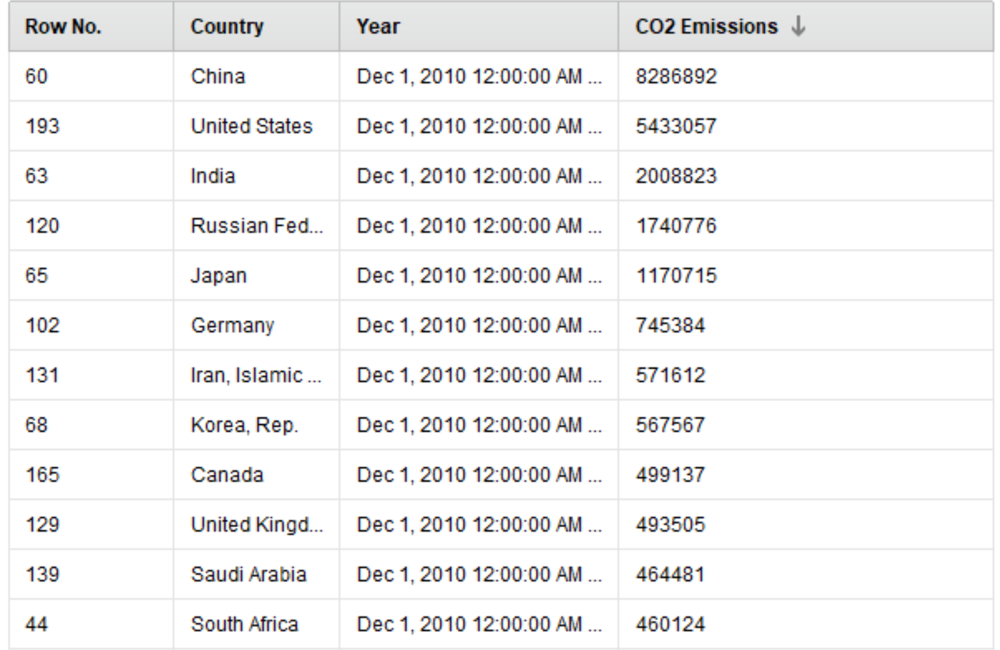 Row No. Country Year CO2 Emissions ↓
60 China Dec 1, 2010 12:00:00 AM ... 8286892
193 United States Dec 1, 2010 12:00:00 AM ... 5433057
63 India Dec 1, 2010 12:00:00 AM ... 2008823
120 Russian Fed... Dec 1, 2010 12:00:00 AM ... 1740776
65 Japan Dec 1, 2010 12:00:00 AM ... 1170715
102 Germany Dec 1, 2010 12:00:00 AM ... 745384
131 Iran, Islamic ... Dec 1, 2010 12:00:00 AM ... 571612
68 Korea, Rep. Dec 1, 2010 12:00:00 AM ... 567567
165 Canada Dec 1, 2010 12:00:00 AM ... 499137
129 United Kingd... Dec 1, 2010 12:00:00 AM ... 493505
139 Saudi Arabia Dec 1, 2010 12:00:00 AM ... 464481
44 South Africa Dec 1, 2010 12:00:00 AM ... 460124